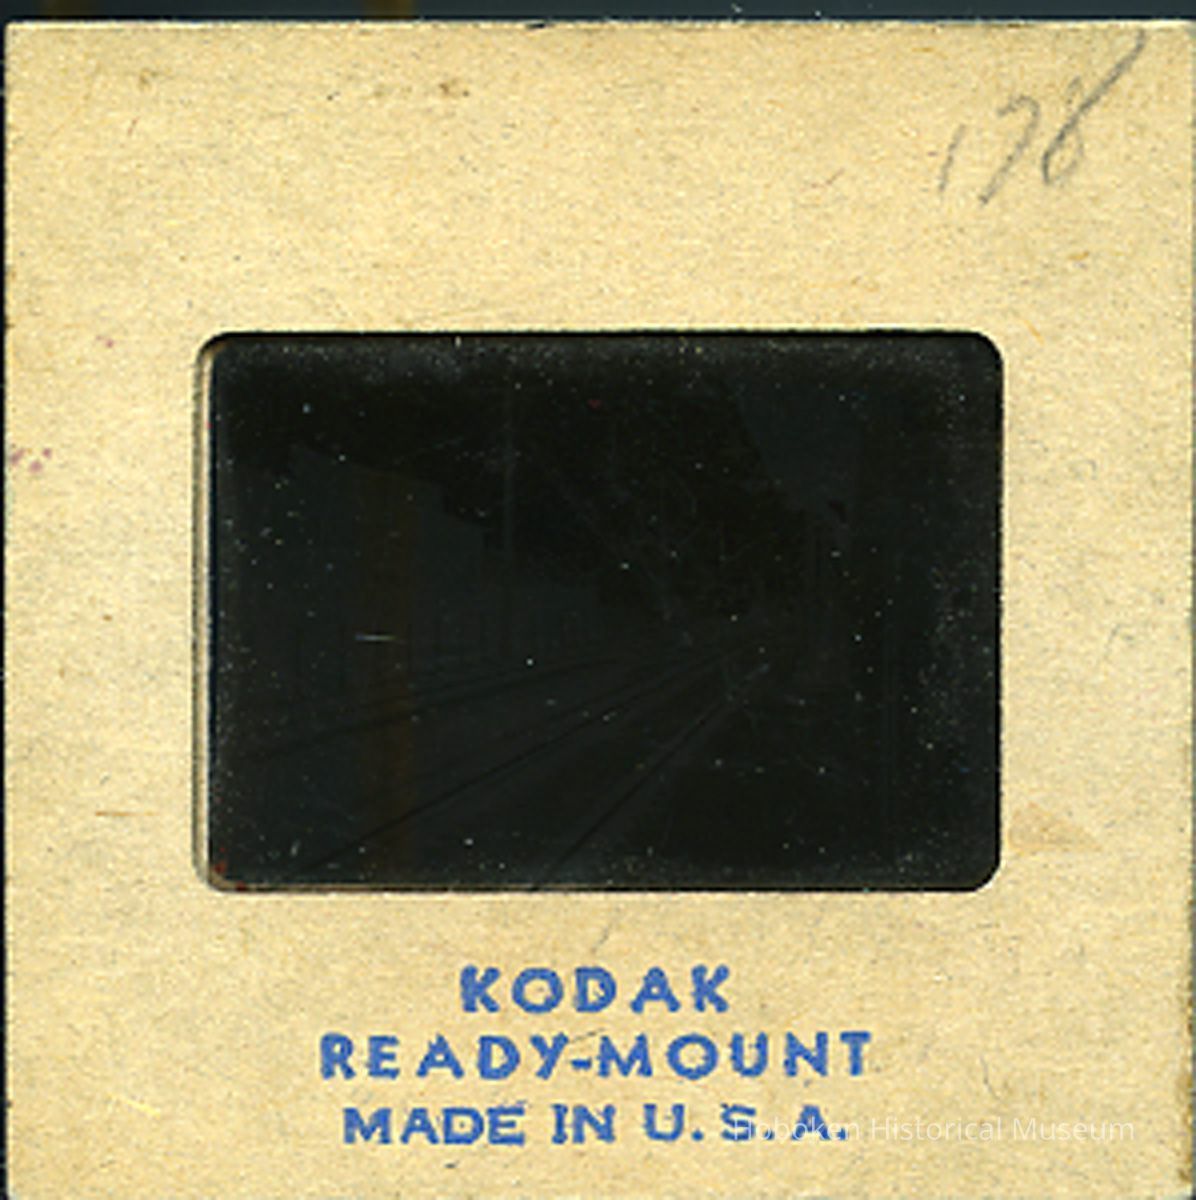 178
KODAK
READY-MOUNT
MADE IN U.S.A.
Hoboken Historical Museum